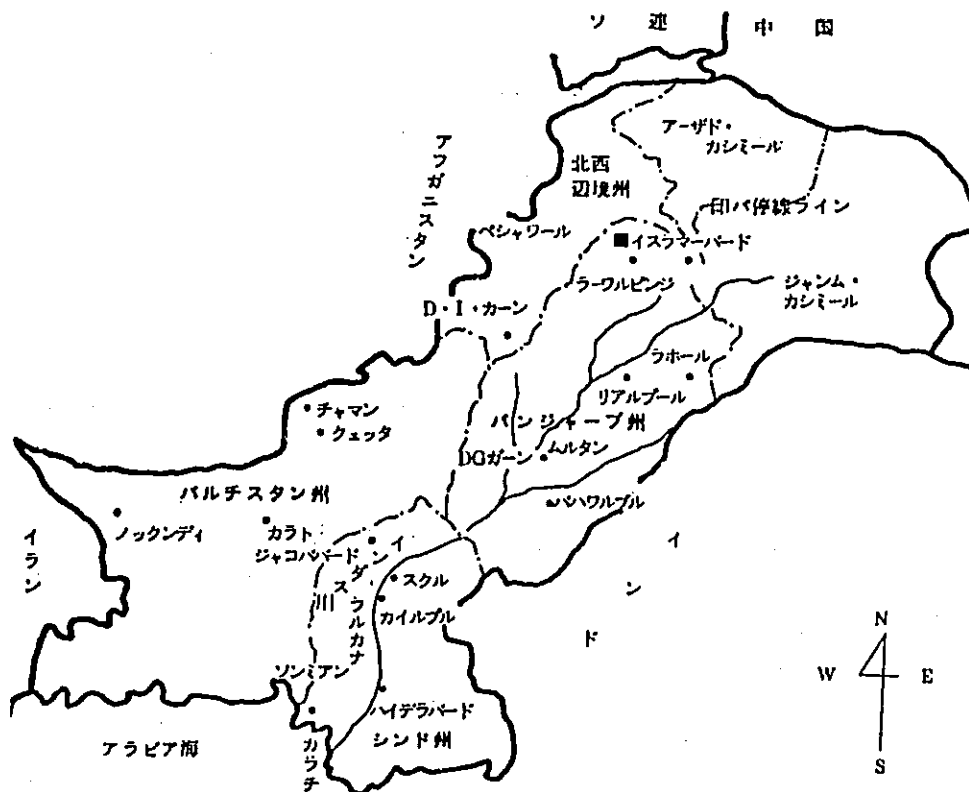 ソ連
中国
アーザド・
カシミール
アフガニスタン
北西
辺境州
印パ停線ライン
ペシャワール
■イスラマーバード
ラーワルピンジ
ジャンム・
カシミール
D・I・カーン
ラホール
リアルプール
チャマン
クェッタ
パンジャープ州
DGガーン
ムルタン
バルチスタン州
バハワルプル
ノックンディ
カラト
ジャコババード
イラン
インド
インダス川
スクル
カイルプル
ラルカナ
ソンミアン
ハイデラバード
シンド州
アラビア海
カラチ
N
W
E
S